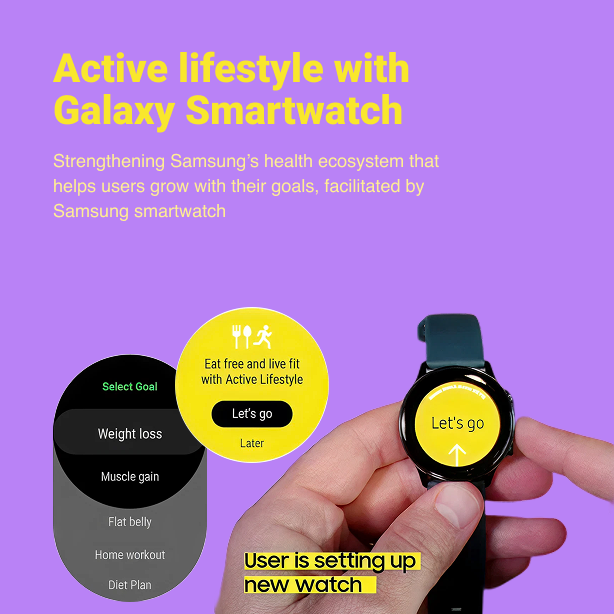 Active lifestyle with
Galaxy Smartwatch
Strengthening Samsung's health ecosystem that
helps users grow with their goals, facilitated by
Samsung smartwatch
Eat free and live fit
with Active Lifestyle
Let's go
Later
Select Goal
Weight loss
Muscle gain
Flat belly
Home workout
Diet Plan
Let's go
User is setting up
new watch